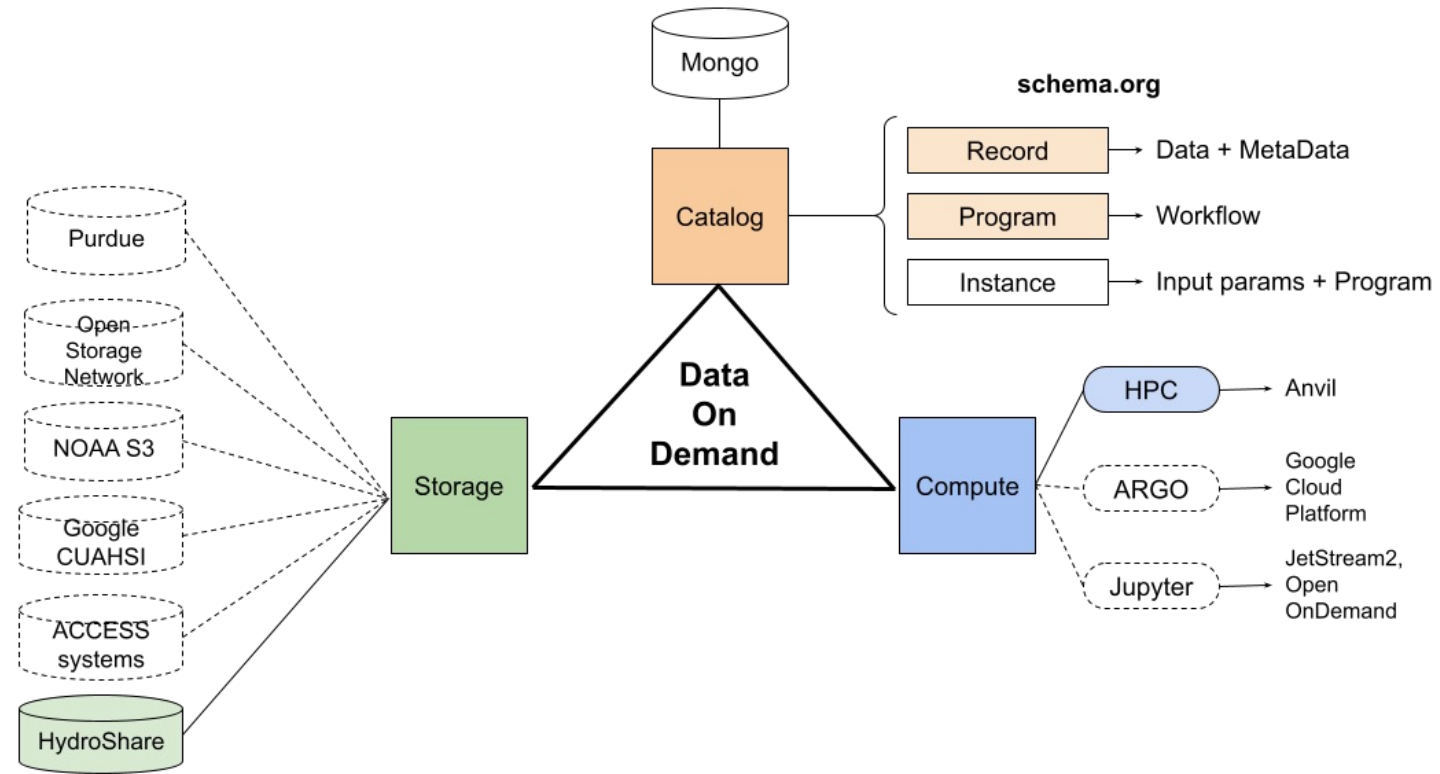 Mongo
schema.org
Catalog
Record
Data + MetaData
Program
Workflow
Instance
Input params + Program
Purdue
Open
Storage
Network
NOAA S3
Google
CUAHSI
ACCESS
systems
HydroShare
Storage
Data
On
Demand
Compute
HPC
Anvil
ARGO
Google
Cloud
Platform
Jupyter
JetStream2,
Open
OnDemand